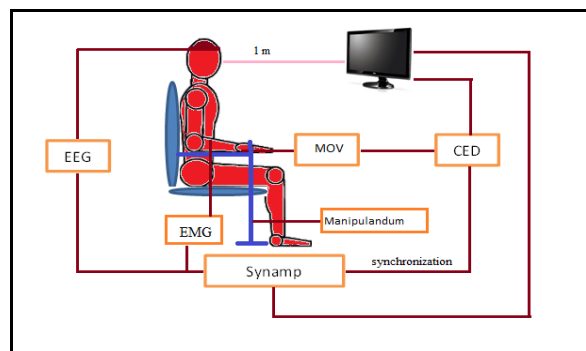 1 m
EEG
MOV
CED
EMG
Manipulandum
Synamp
synchronization